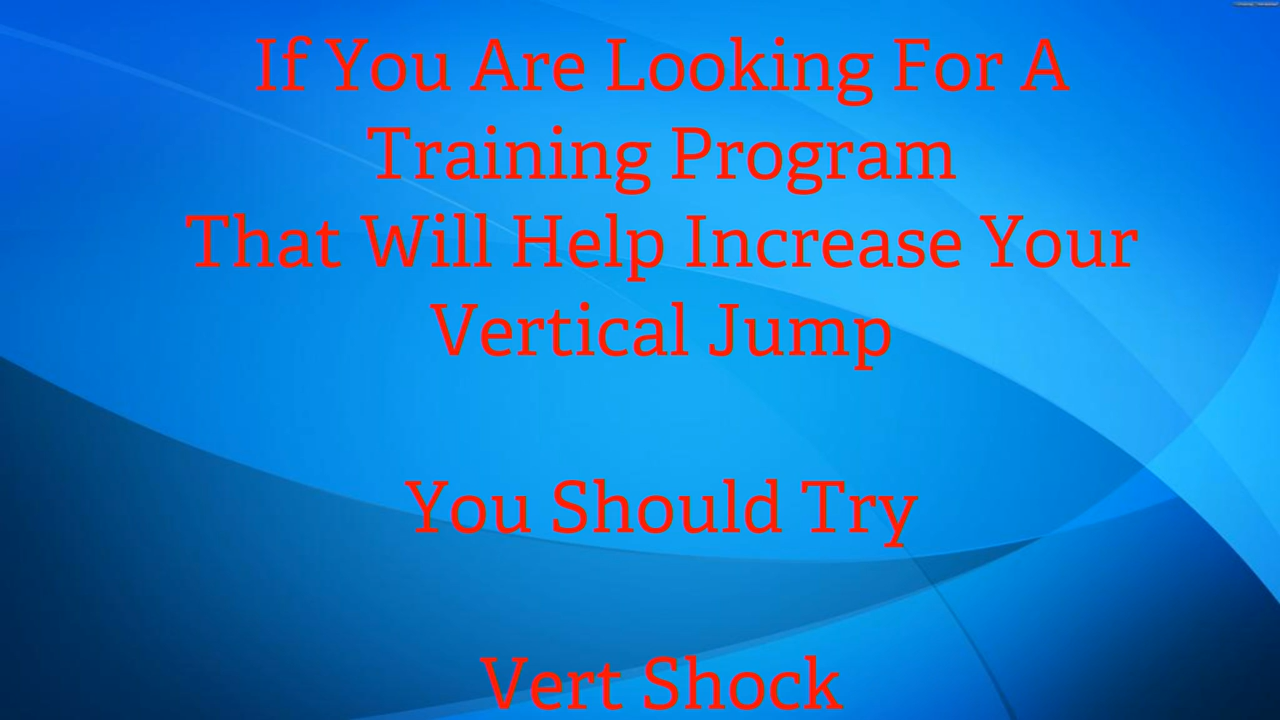 If You Are Looking For A
Training Program
That Will Help Increase Your
Vertical Jump
You Should Try
Vert Shock